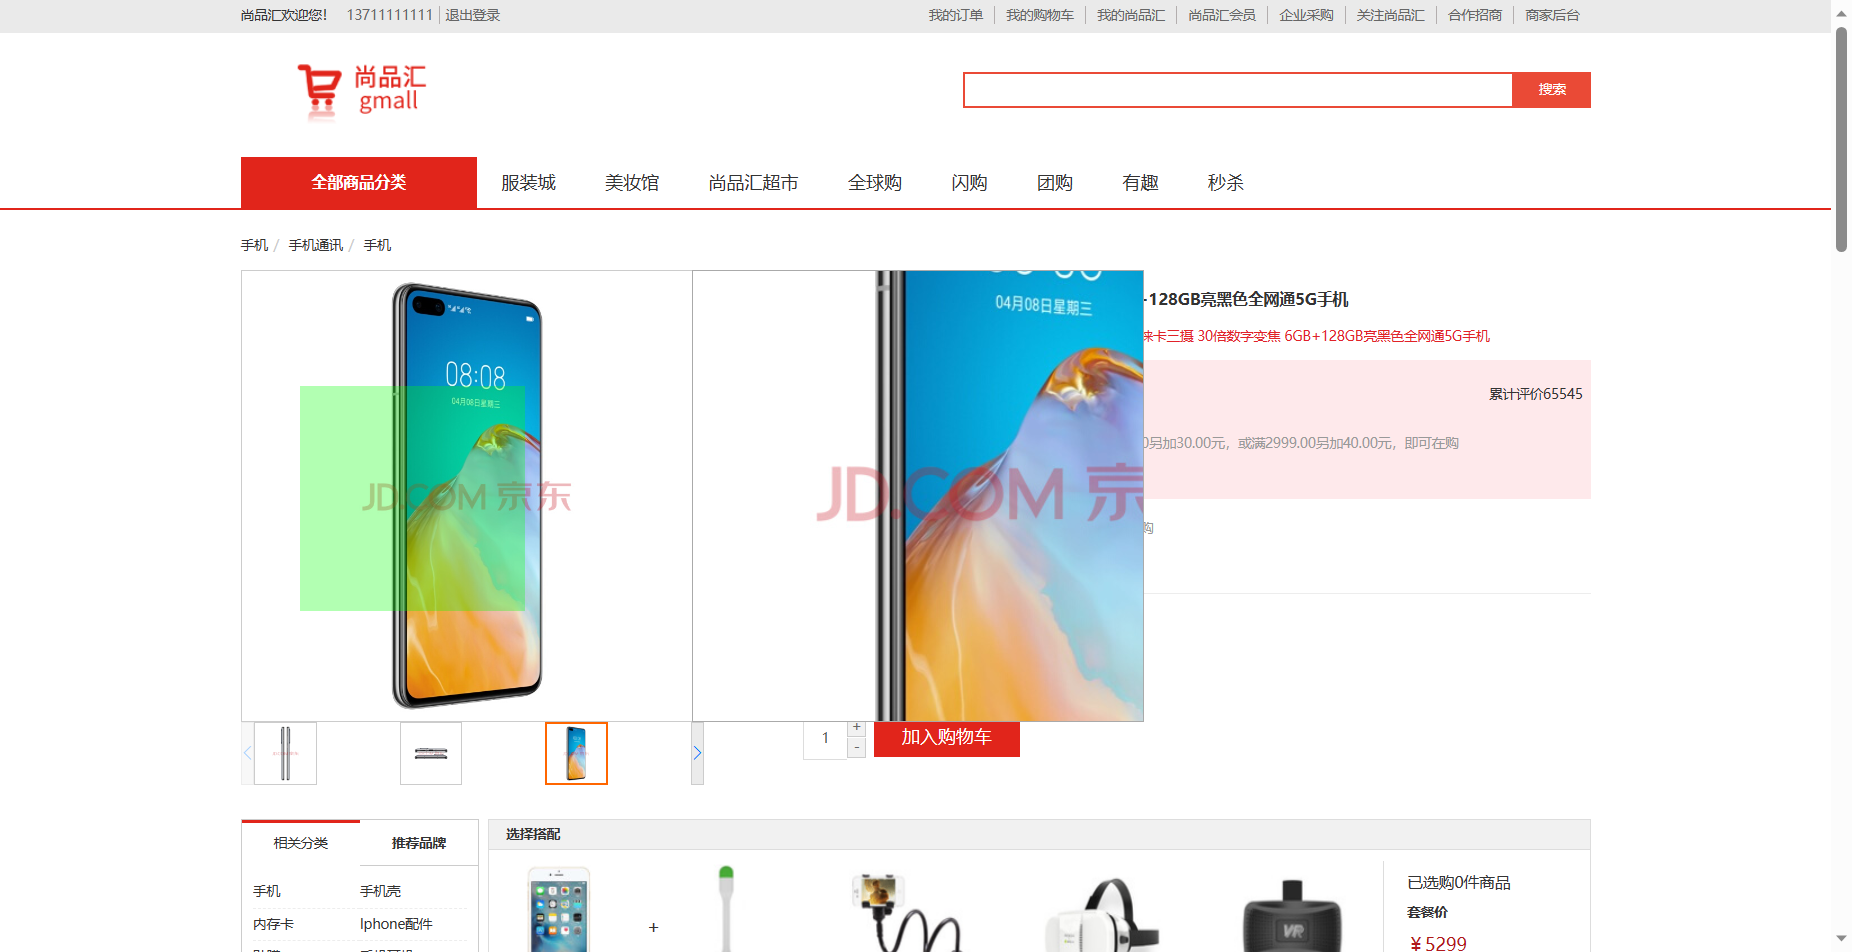 尚品汇欢迎您! 13711111111 退出登录
我的订单 我的购物车 我的尚品汇 尚品汇会员 企业采购 关注尚品汇 合作招商 商家后台
尚品汇
gmall
搜索
全部商品分类 服装城 美妆馆 尚品汇超市 全球购 闪购 团购 有趣 秒杀
手机 / 手机通讯 / 手机
08:08
04月08日星期三
JD.COM 京东
04月08日星期三
JD.COM 京
+128GB亮黑色全网通5G手机
徕卡三摄 30倍数字变焦 6GB+128GB亮黑色全网通5G手机
累计评价65545
0另加30.00元，或满2999.00另加40.00元，即可在购
购
1
+
-
加入购物车
相关分类 推荐品牌
手机 手机壳
内存卡 Iphone配件
选择搭配
+
VR
已选购0件商品
套餐价
￥5299